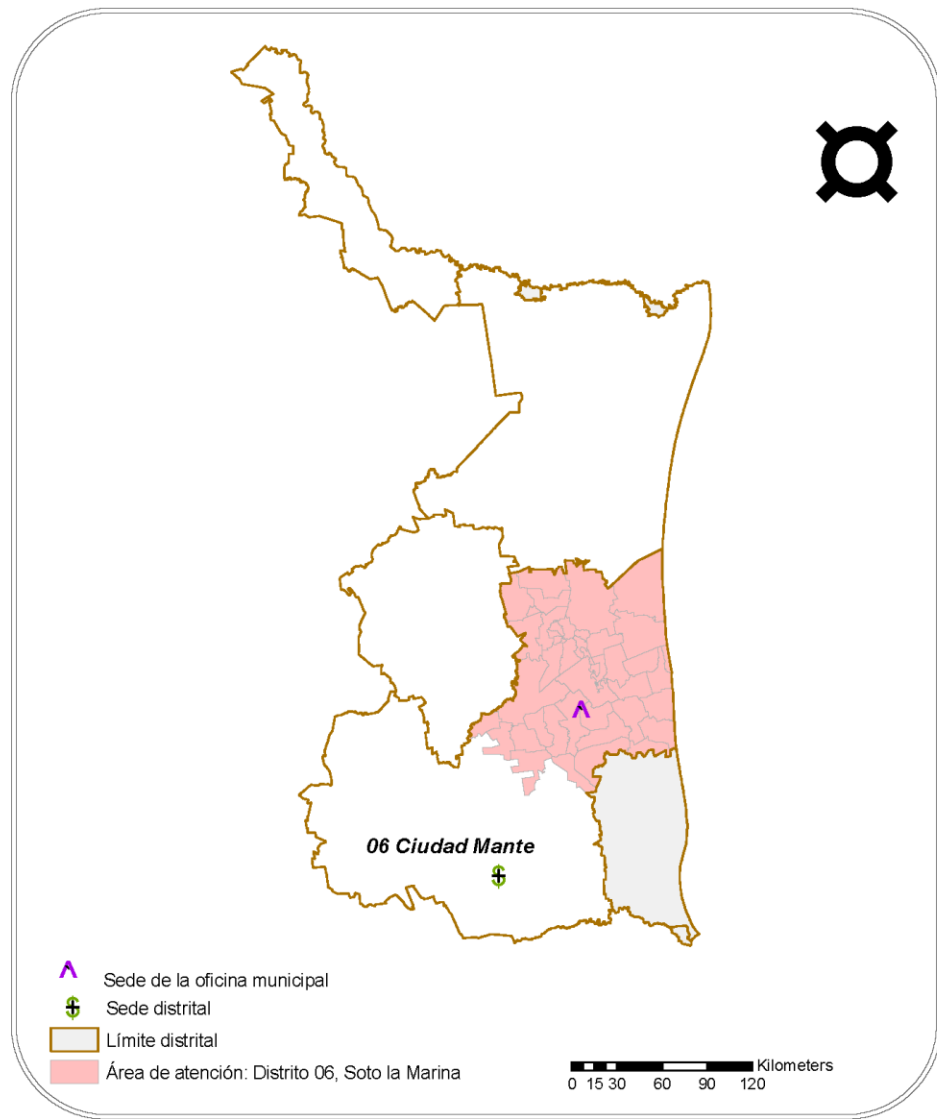 06 Ciudad Mante
Sede de la oficina municipal
Sede distrital
Límite distrital
Área de atención: Distrito 06, Soto la Marina
Kilometers
0 15 30 60 90 120